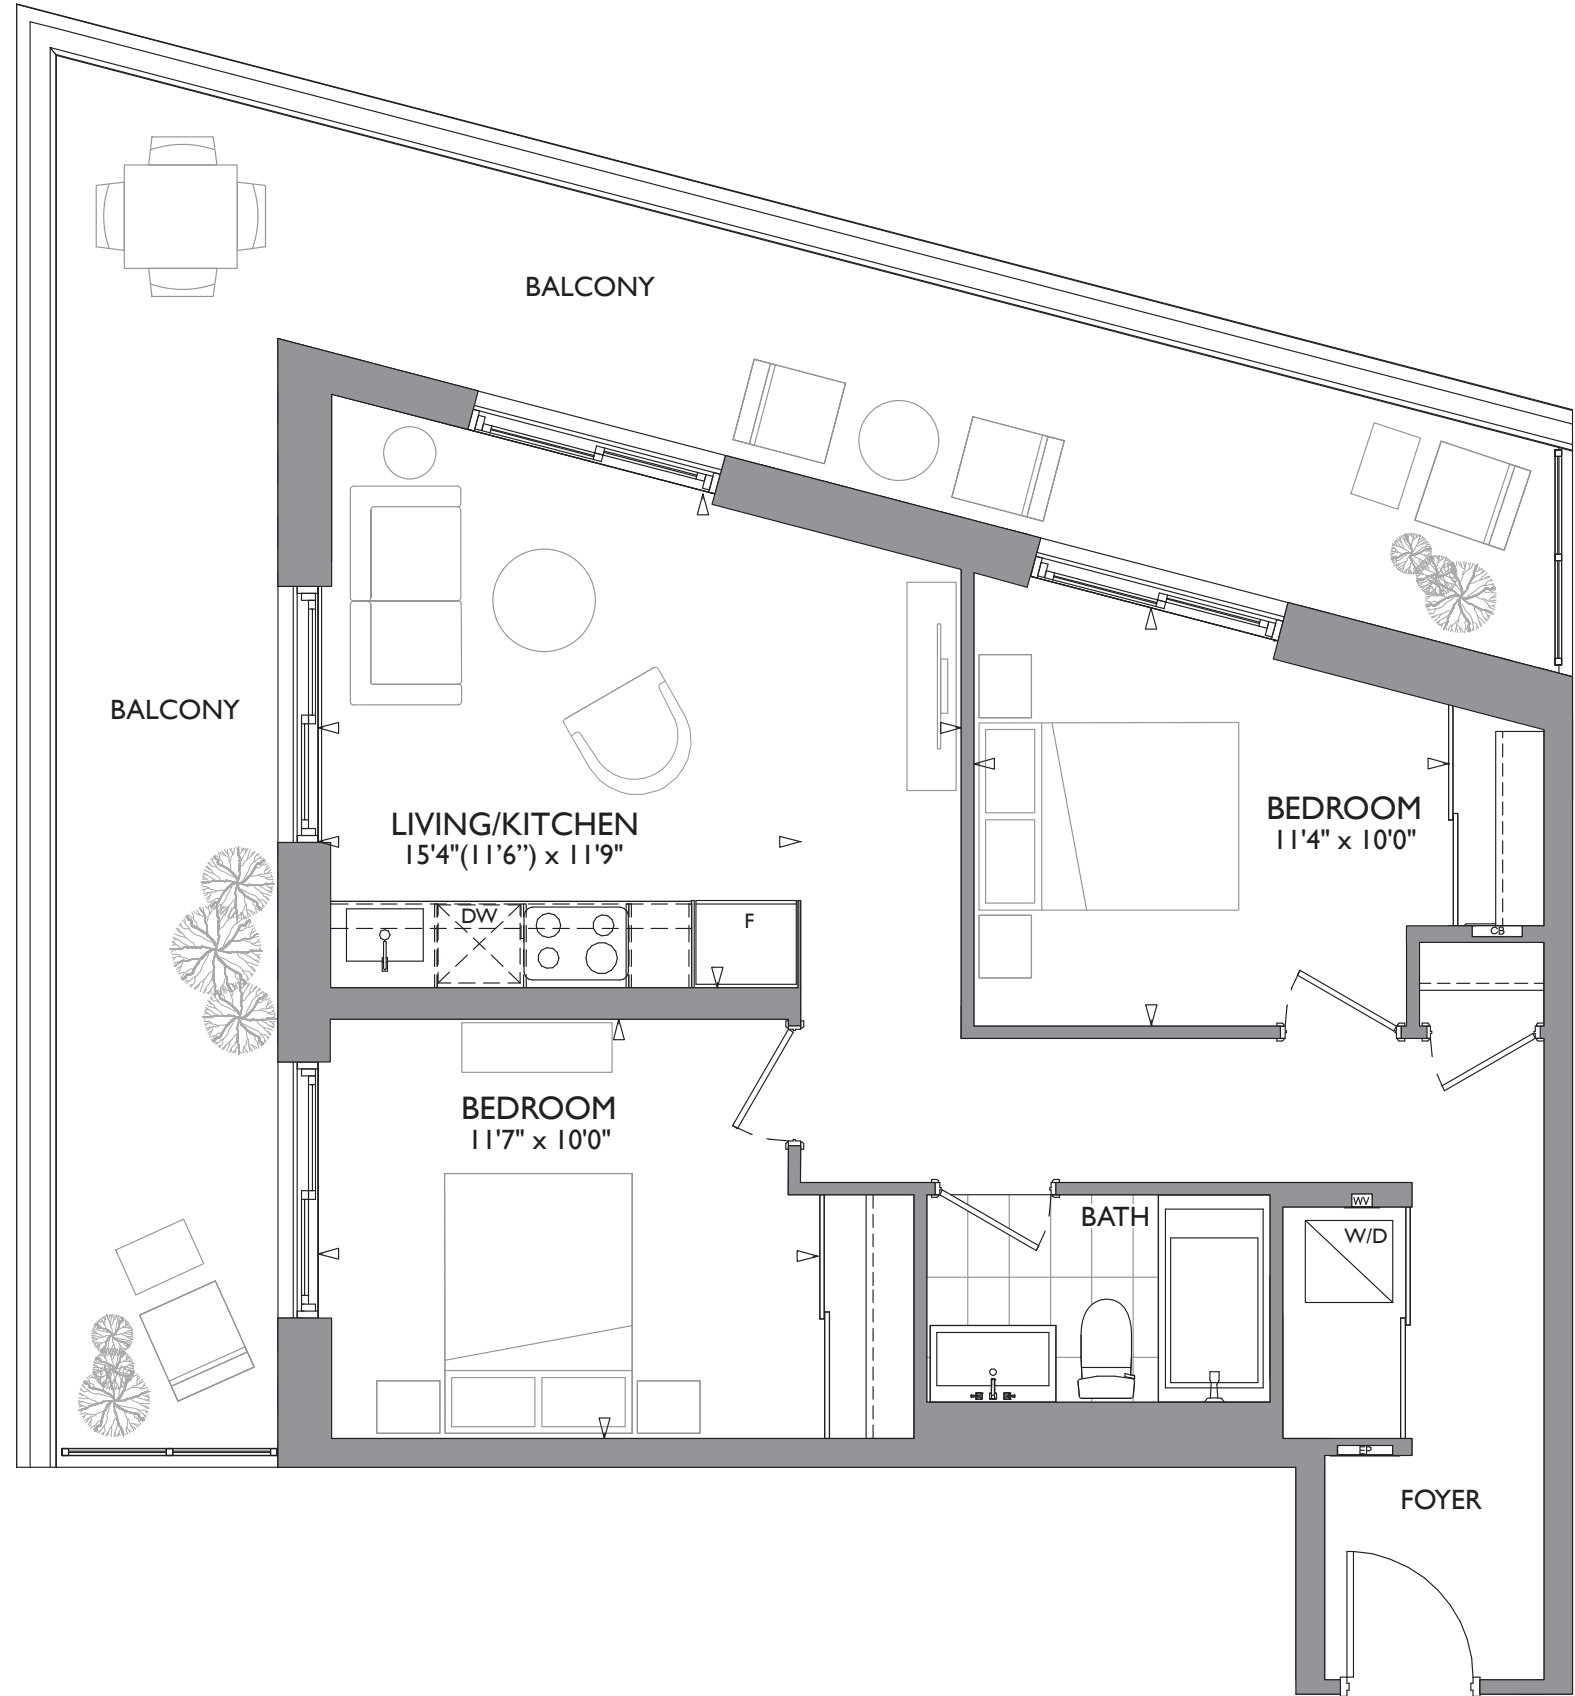 BALCONY
BALCONY
LIVING/KITCHEN
15'4"(11'6") x 11'9"
BEDROOM
11'4" x 10'0"
DW
F
CB
BEDROOM
11'7" x 10'0"
WV
BATH
W/D
EP
FOYER